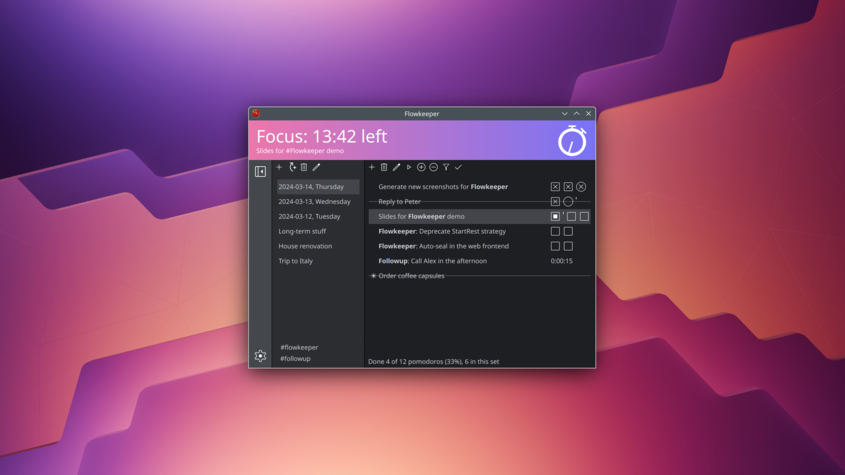 Flowkeeper
Focus: 13:42 left
Slides for #Flowkeeper demo
2024-03-14, Thursday
2024-03-13, Wednesday
2024-03-12, Tuesday
Long-term stuff
House renovation
Trip to Italy
#flowkeeper
#followup
Generate new screenshots for Flowkeeper
Reply to Peter
Slides for Flowkeeper demo
Flowkeeper: Deprecate StartRest strategy
Flowkeeper: Auto-seal in the web frontend
Followup: Call Alex in the afternoon 0:00:15
Order coffee capsules
Done 4 of 12 pomodoros (33%), 6 in this set